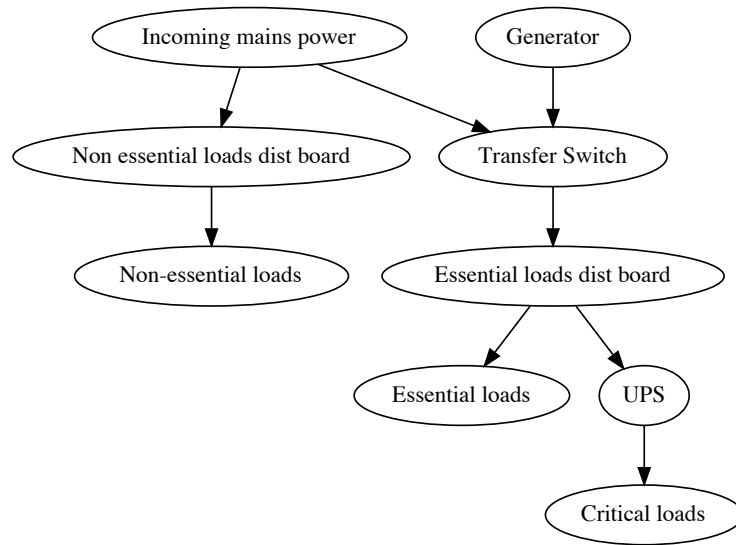 Incoming mains power
Generator
Non essential loads dist board
Transfer Switch
Non-essential loads
Essential loads dist board
Essential loads
UPS
Critical loads